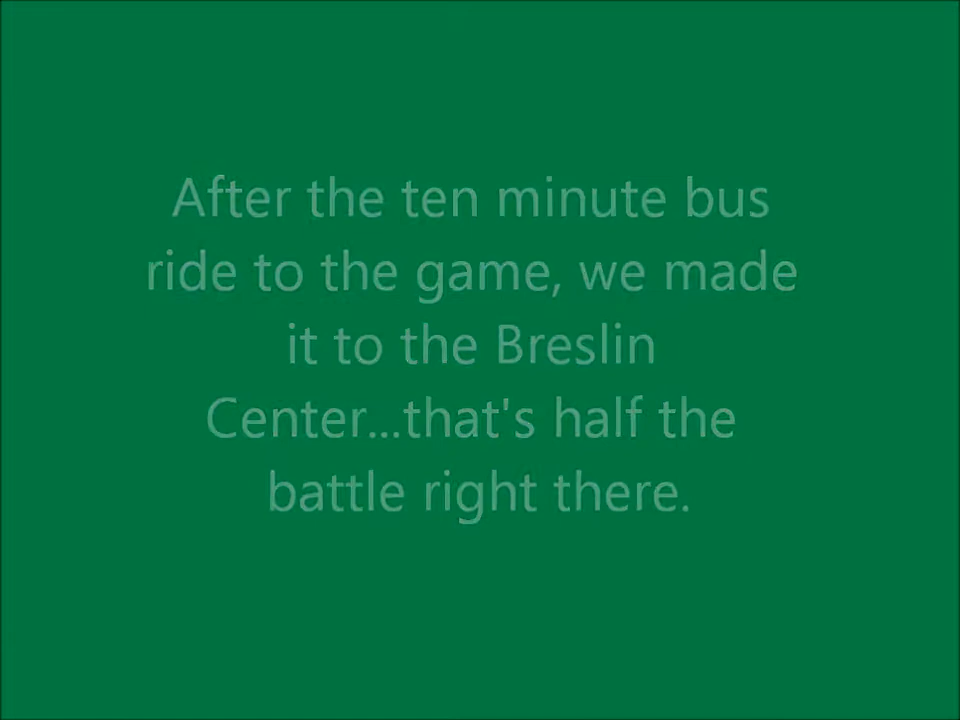 After the ten minute bus
ride to the game, we made
it to the Breslin
Center...that's half the
battle right there.